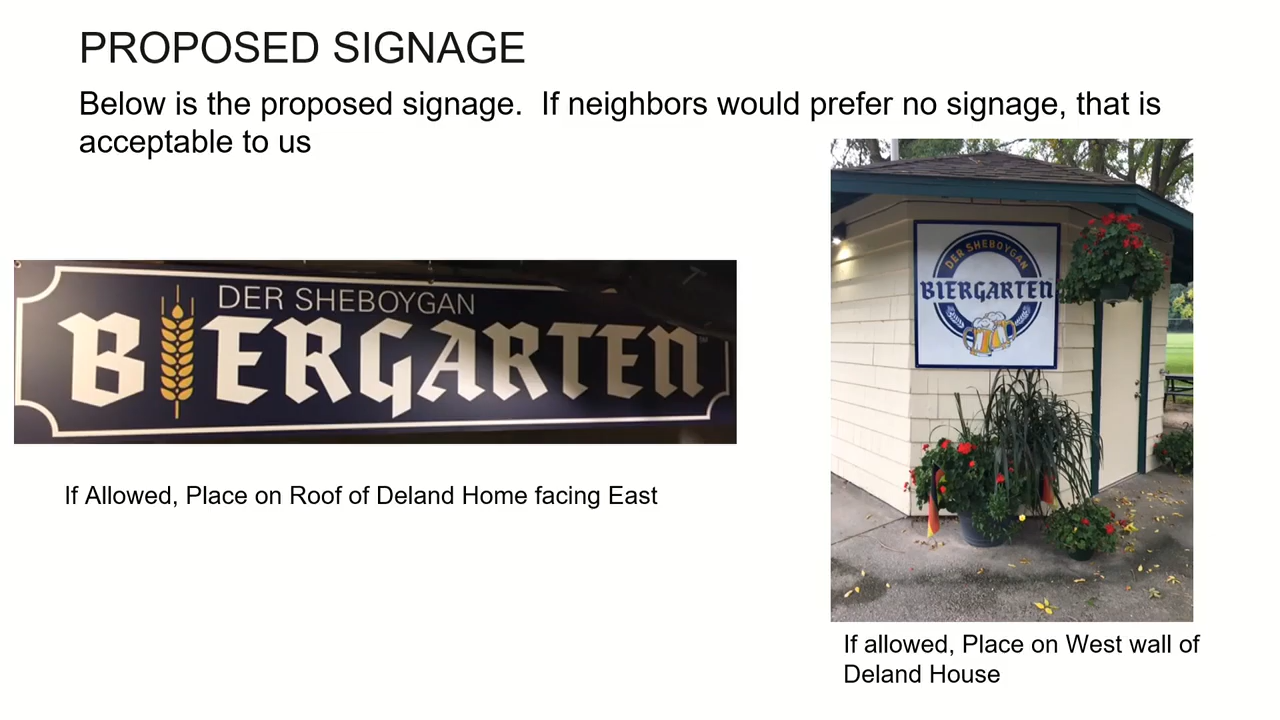 PROPOSED SIGNAGE
Below is the proposed signage.  If neighbors would prefer no signage, that is
acceptable to us
DER SHEBOYGAN
BIERGARTEN
If Allowed, Place on Roof of Deland Home facing East
DER SHEBOYGAN
BIERGARTEN
If allowed, Place on West wall of
Deland House